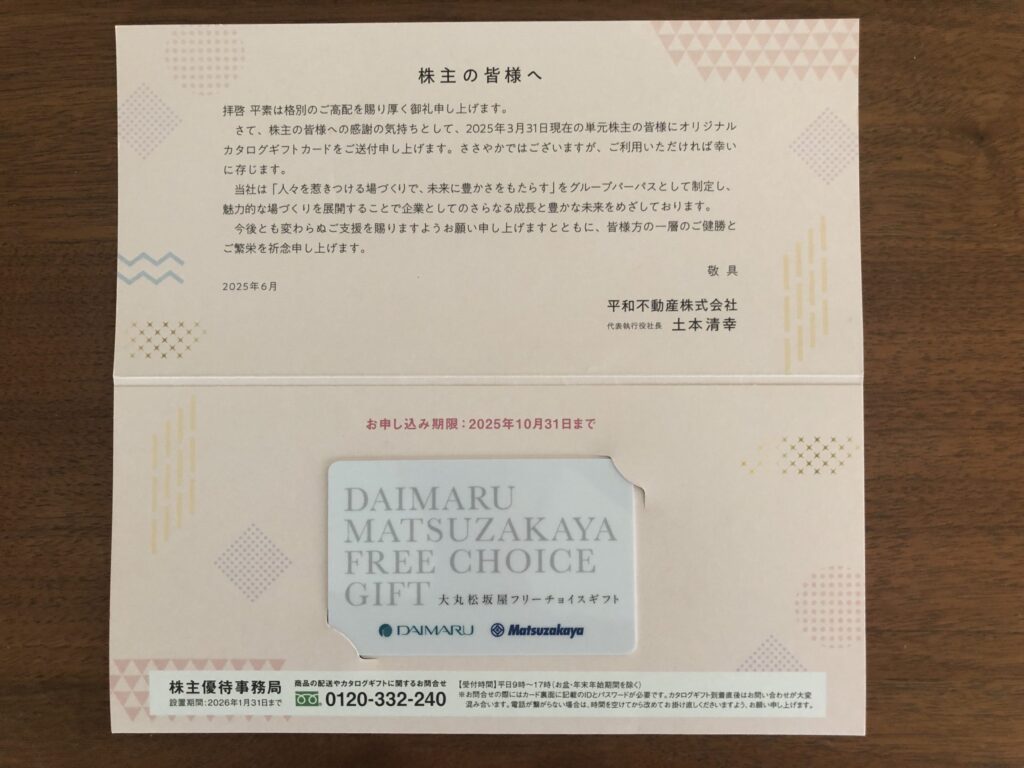 株主の皆様へ
拝啓 平素は格別のご高配を賜り厚く御礼申し上げます。
さて、株主の皆様への感謝の気持ちとして、2025年3月31日現在の単元株主の皆様にオリジナル
カタログギフトカードをご送付申し上げます。ささやかではございますが、ご利用いただければ幸い
に存じます。
当社は「人々を惹きつける場づくりで、未来に豊かさをもたらす」をグループパーパスとして制定し、
魅力的な場づくりを展開することで企業としてのさらなる成長と豊かな未来をめざしております。
今後とも変わらぬご支援を賜りますようお願い申し上げますとともに、皆様方の一層のご健勝と
ご繁栄を祈念申し上げます。
敬 具
2025年6月
平和不動産株式会社
代表執行役社長 土本清幸
お申し込み期限：2025年10月31日まで
DAIMARU
MATSUZAKAYA
FREE CHOICE
GIFT 大丸松坂屋フリーチョイスギフト
DAIMARU Matsuzakaya
株主優待事務局
設置期間：2026年1月31日まで
商品の配送やカタログギフトに関するお問合せ
0120-332-240
【受付時間】平日9時～17時（お盆・年末年始期間を除く）
※お問合せの際にはカード裏面に記載のIDとパスワードが必要です。カタログギフト到着直後はお問い合わせが大変
混み合います。電話が繋がらない場合は、時間を空けてから改めてお掛け直しくださいますよう、お願い申し上げます。